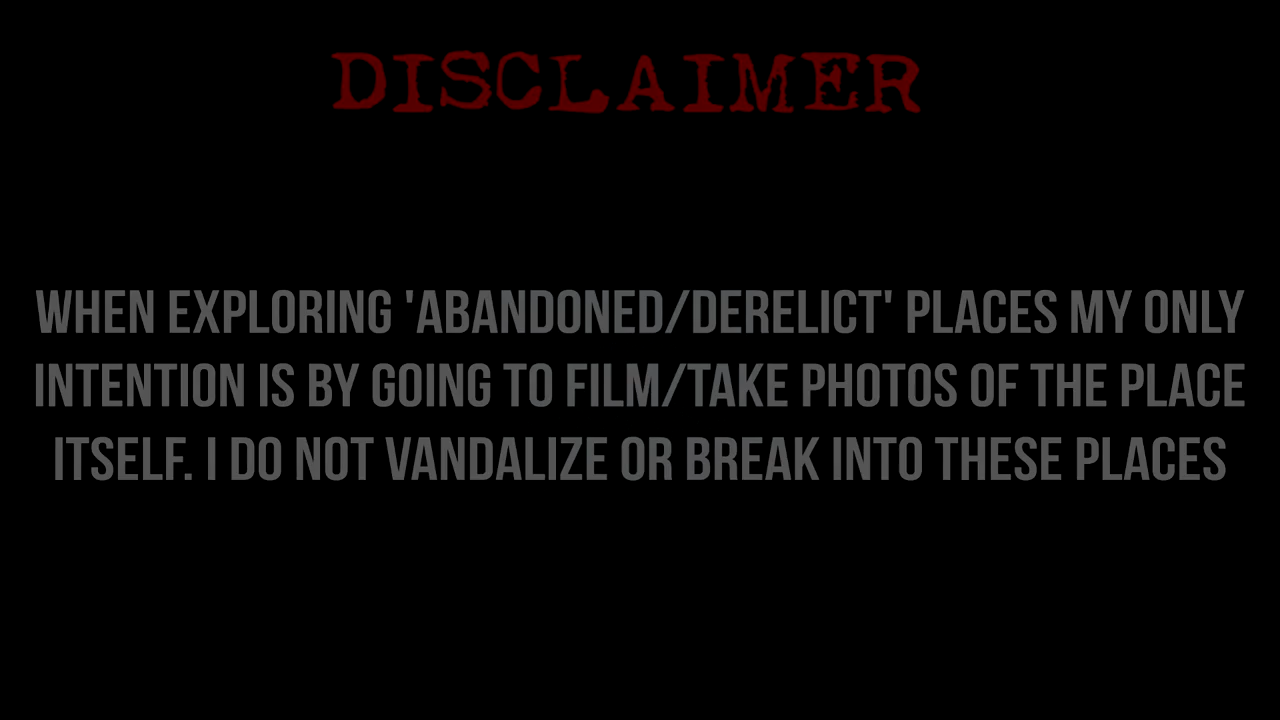 DISCLAIMER
WHEN EXPLORING 'ABANDONED/DERELICT' PLACES MY ONLY
INTENTION IS BY GOING TO FILM/TAKE PHOTOS OF THE PLACE
ITSELF. I DO NOT VANDALIZE OR BREAK INTO THESE PLACES